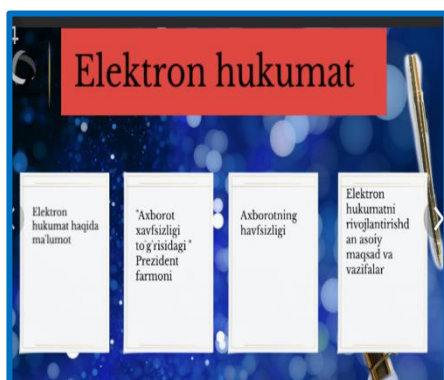 Elektron hukumat
Elektron
hukumat haqida
ma'lumot
"Axborot
xavfsizligi
to'g'risidagi "
Prezident
farmoni
Axborotning
havfsizligi
Elektron
hukumatni
rivojlantirishd
an asoiy
maqsad va
vazifalar